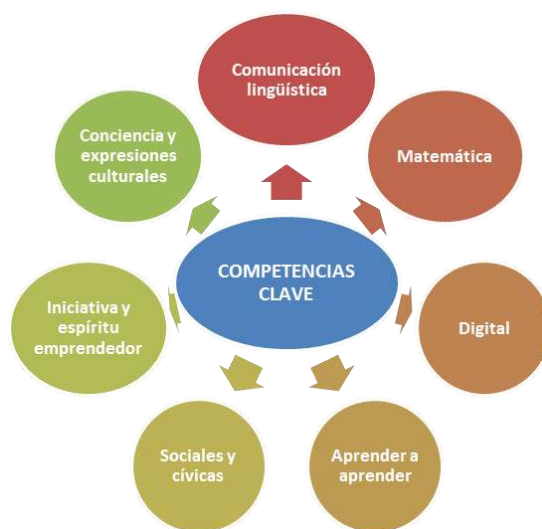 Comunicación
lingüística
Matemática
Digital
Aprender a
aprender
Sociales y
cívicas
Iniciativa y
espíritu
emprendedor
Conciencia y
expresiones
culturales
COMPETENCIAS
CLAVE